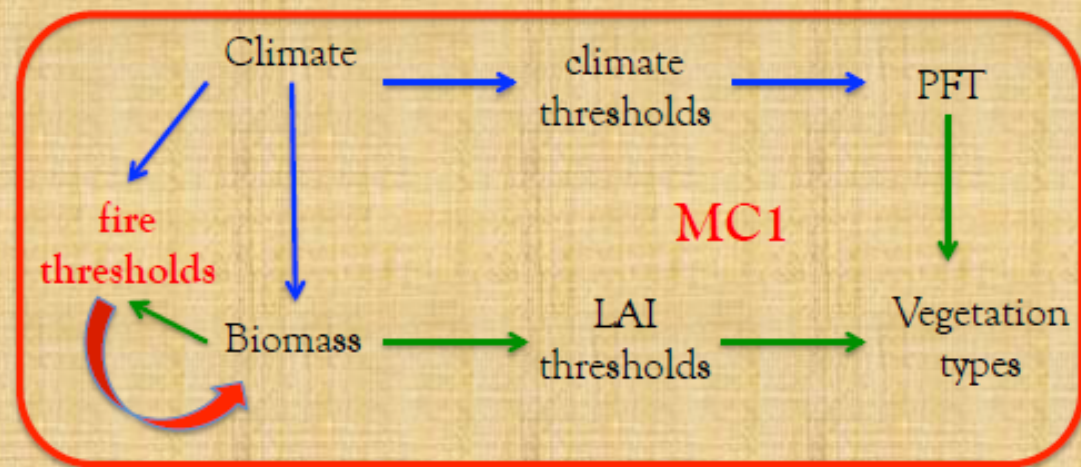 Climate
climate
thresholds
PFT
fire
thresholds
MC1
Biomass
LAI
thresholds
Vegetation
types